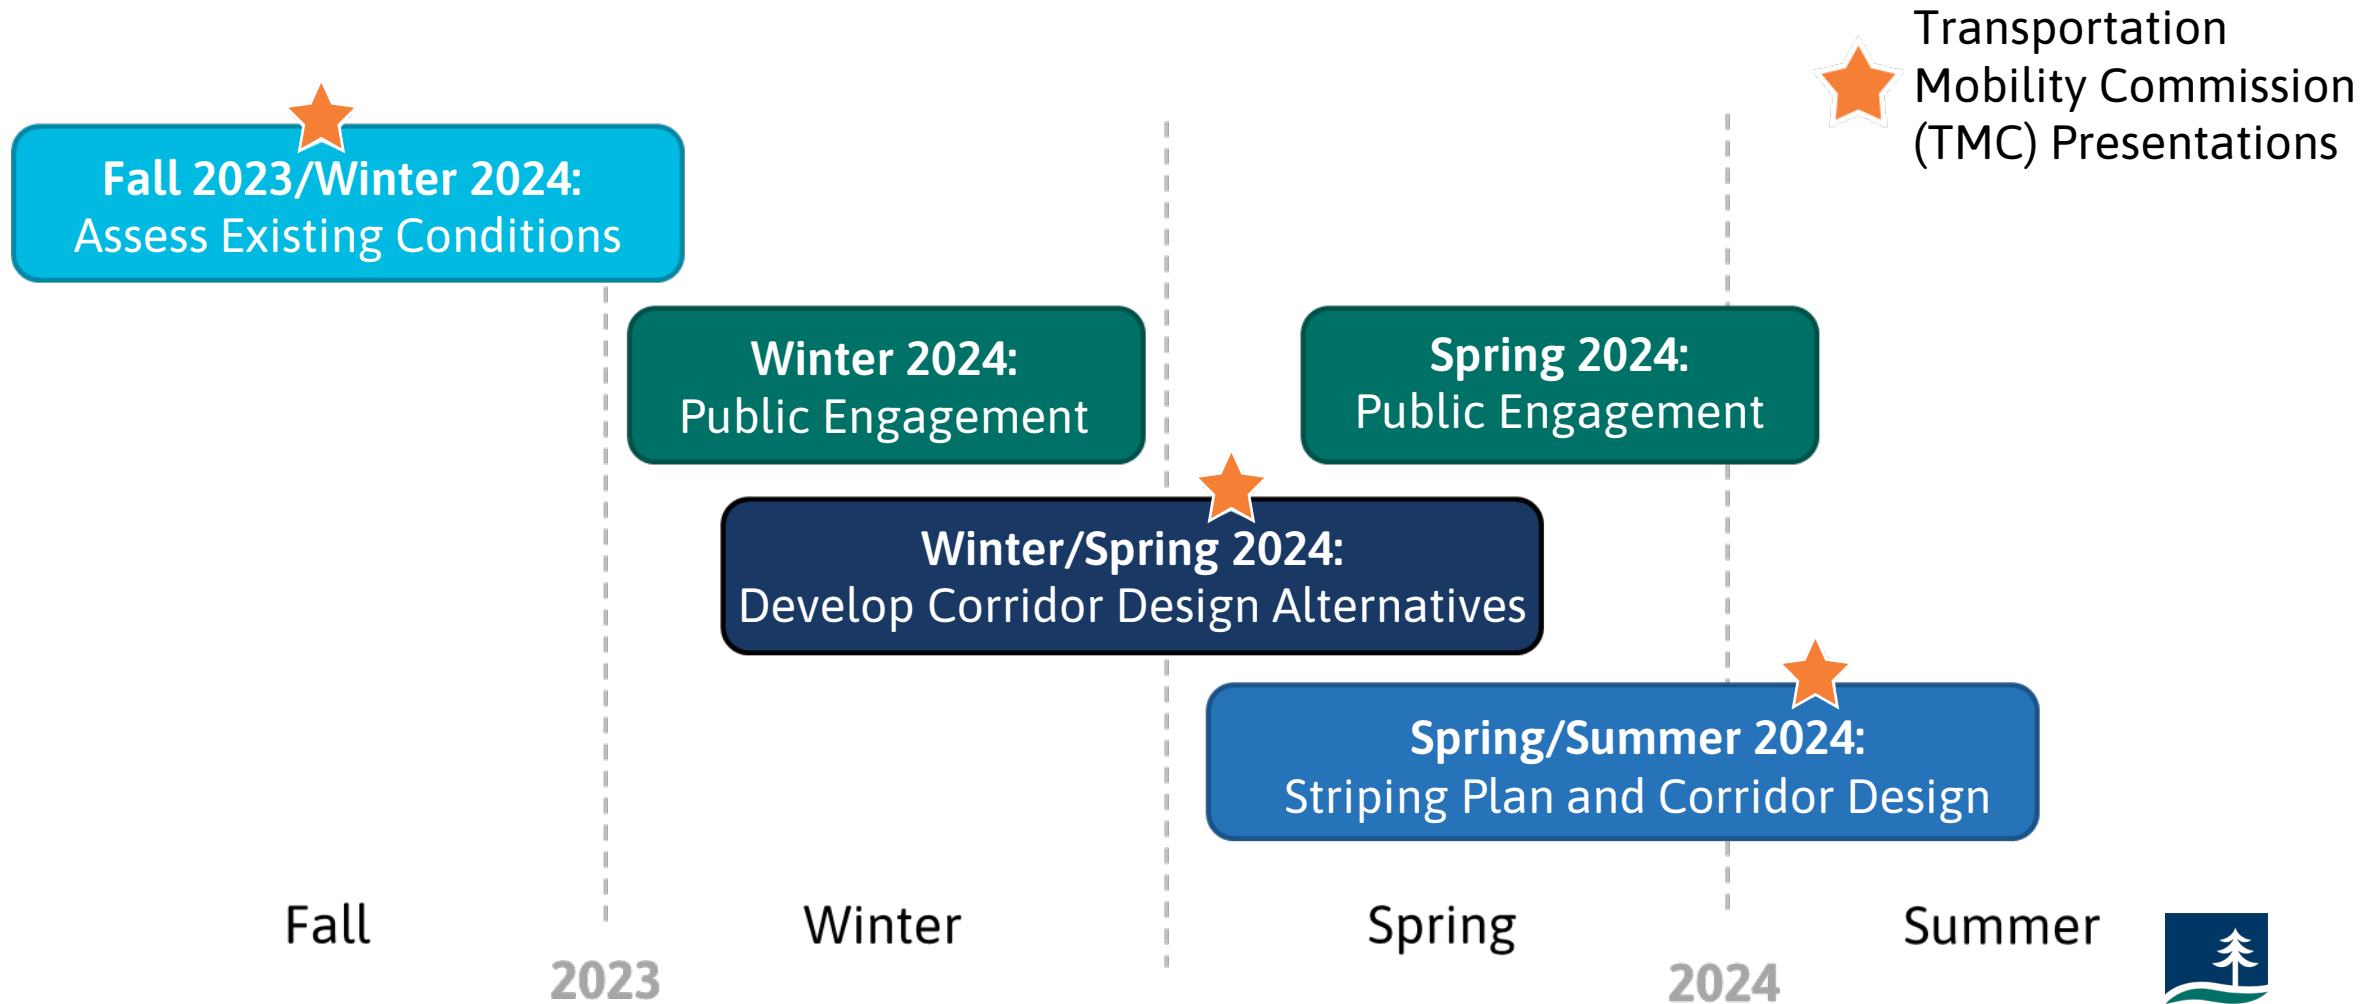 Transportation
Mobility Commission
(TMC) Presentations
Fall 2023/Winter 2024:
Assess Existing Conditions
Winter 2024:
Public Engagement
Spring 2024:
Public Engagement
Winter/Spring 2024:
Develop Corridor Design Alternatives
Spring/Summer 2024:
Striping Plan and Corridor Design
Fall
Winter
Spring
Summer
2023
2024